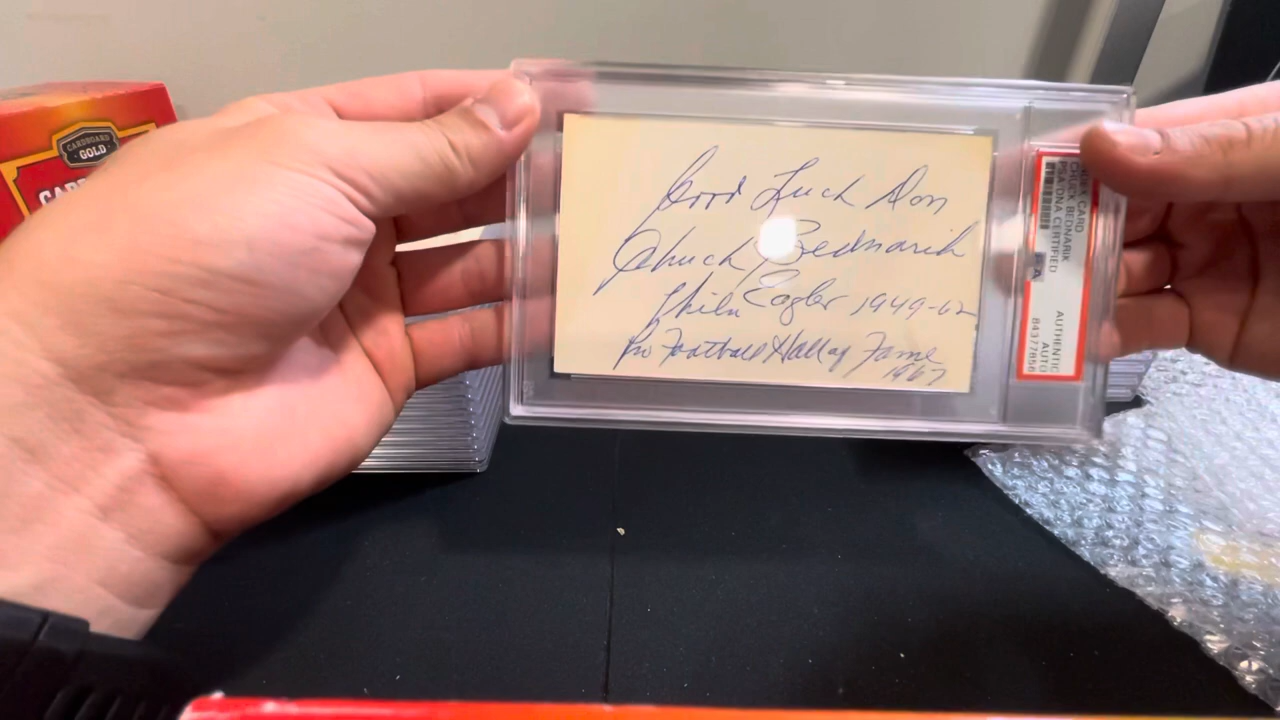 CARDBOARD
GOLD
Good Luck Don
Chuck Bednarik
Phila Eagles 1949-62
Pro Football Hall of Fame
1967
CHUCK BEDNARIK
PSA/DNA CERTIFIED
AUTHENTIC
AUTO
84377856